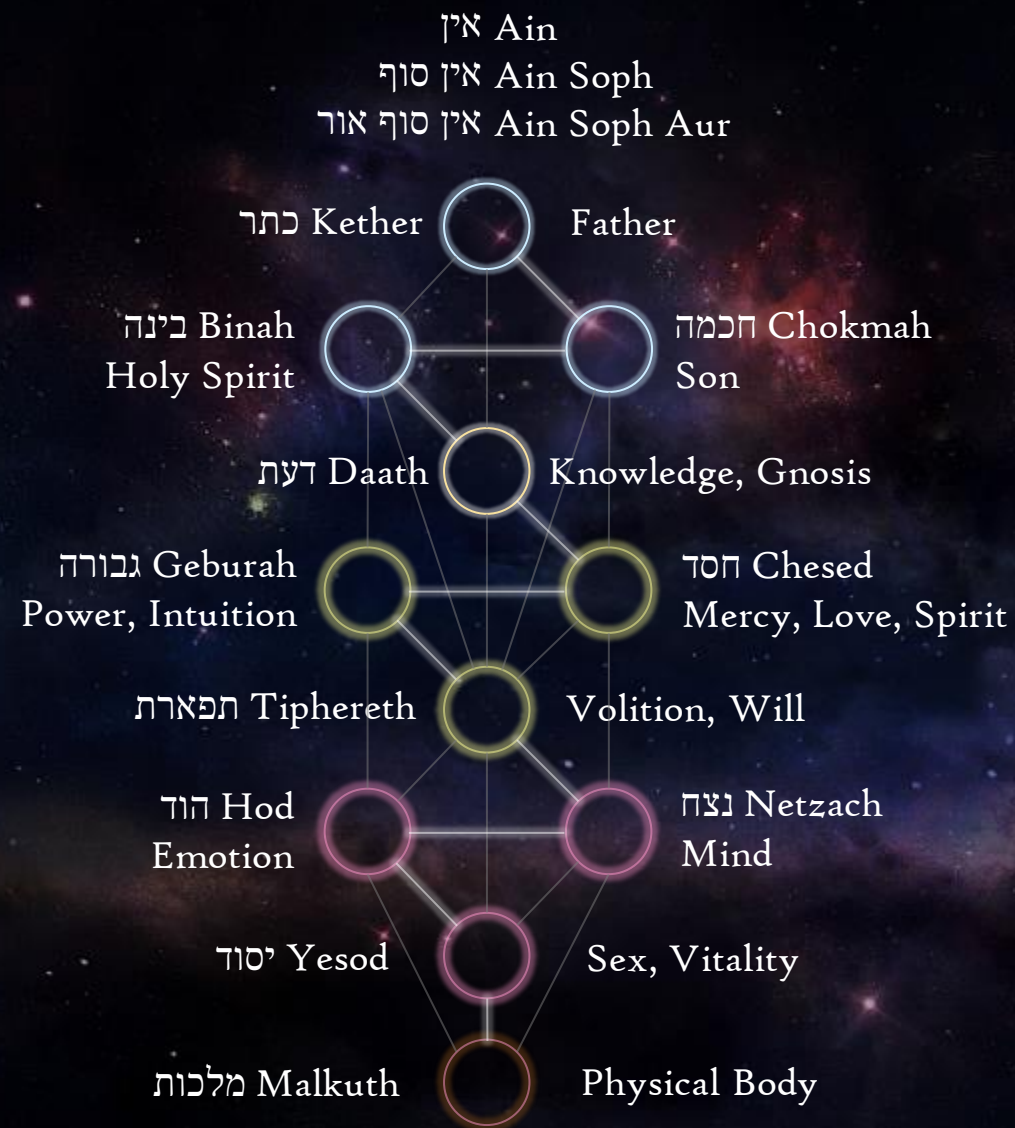 אין Ain
אין סוף Ain Soph
אין סוף אור Ain Soph Aur
כתר Kether
Father
בינה Binah
Holy Spirit
חכמה Chokmah
Son
דעת Daath
Knowledge, Gnosis
גבורה Geburah
Power, Intuition
חסד Chesed
Mercy, Love, Spirit
תפארת Tiphereth
Volition, Will
הוד Hod
Emotion
נצח Netzach
Mind
יסוד Yesod
Sex, Vitality
מלכות Malkuth
Physical Body